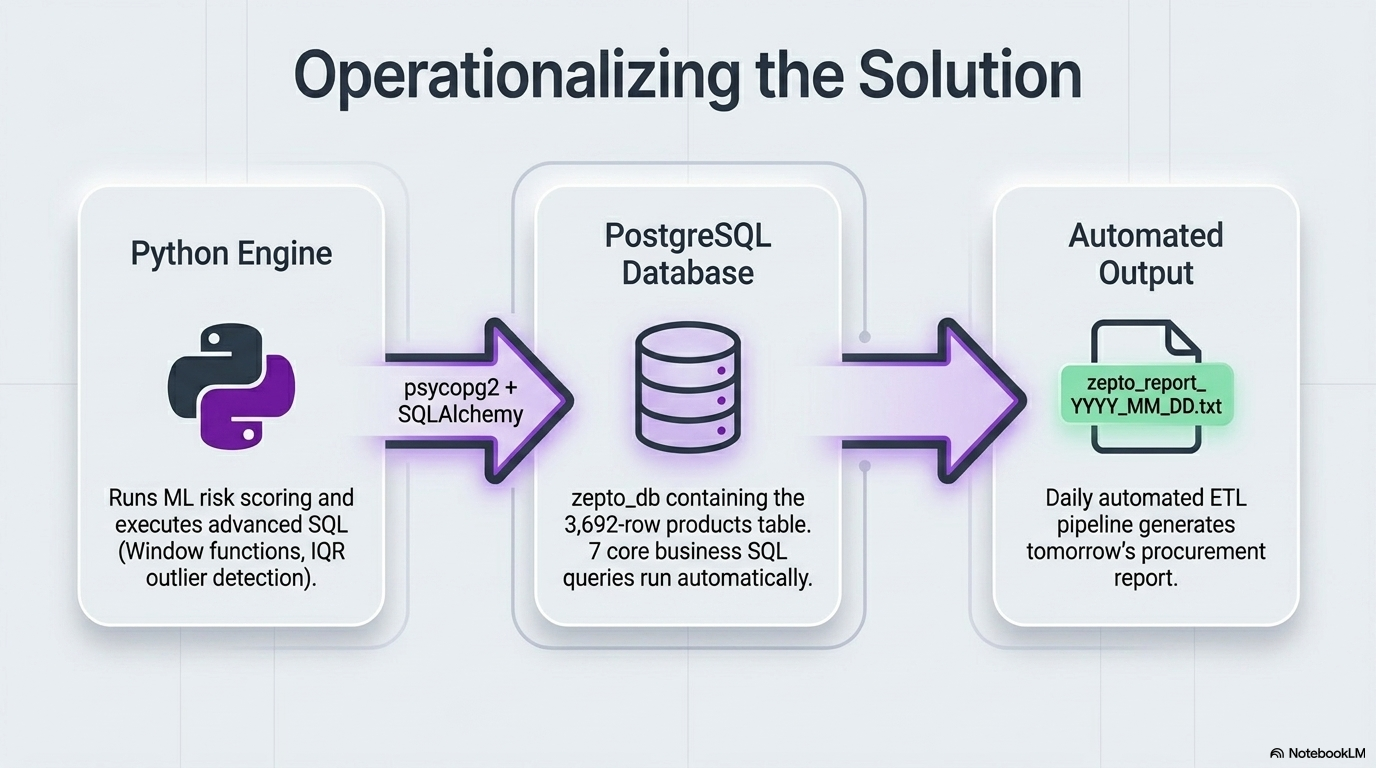 Operationalizing the Solution
Python Engine
Runs ML risk scoring and
executes advanced SQL
(Window functions, IQR
outlier detection).
psycopg2 +
SQLAlchemy
PostgreSQL
Database
zepto_db containing the
3,692-row products table.
7 core business SQL
queries run automatically.
Automated
Output
zepto_report_
YYYY_MM_DD.txt
Daily automated ETL
pipeline generates
tomorrow's procurement
report.
NotebookLM